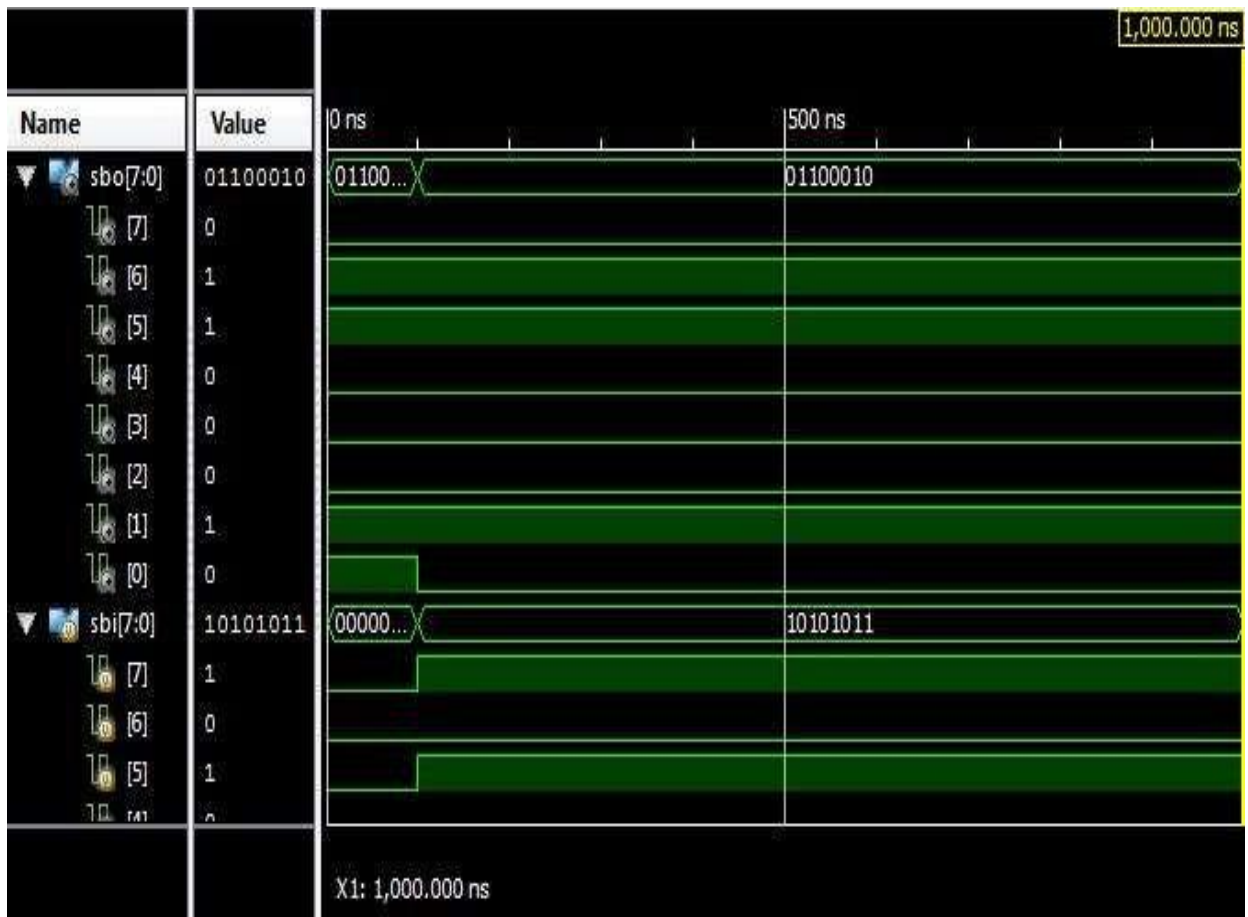 1,000.000 ns
Name Value 0 ns 500 ns
sbo[7:0] 01100010 01100... 01100010
[7] 0
[6] 1
[5] 1
[4] 0
[3] 0
[2] 0
[1] 1
[0] 0
sbi[7:0] 10101011 00000... 10101011
[7] 1
[6] 0
[5] 1
[4] 0
X1: 1,000.000 ns